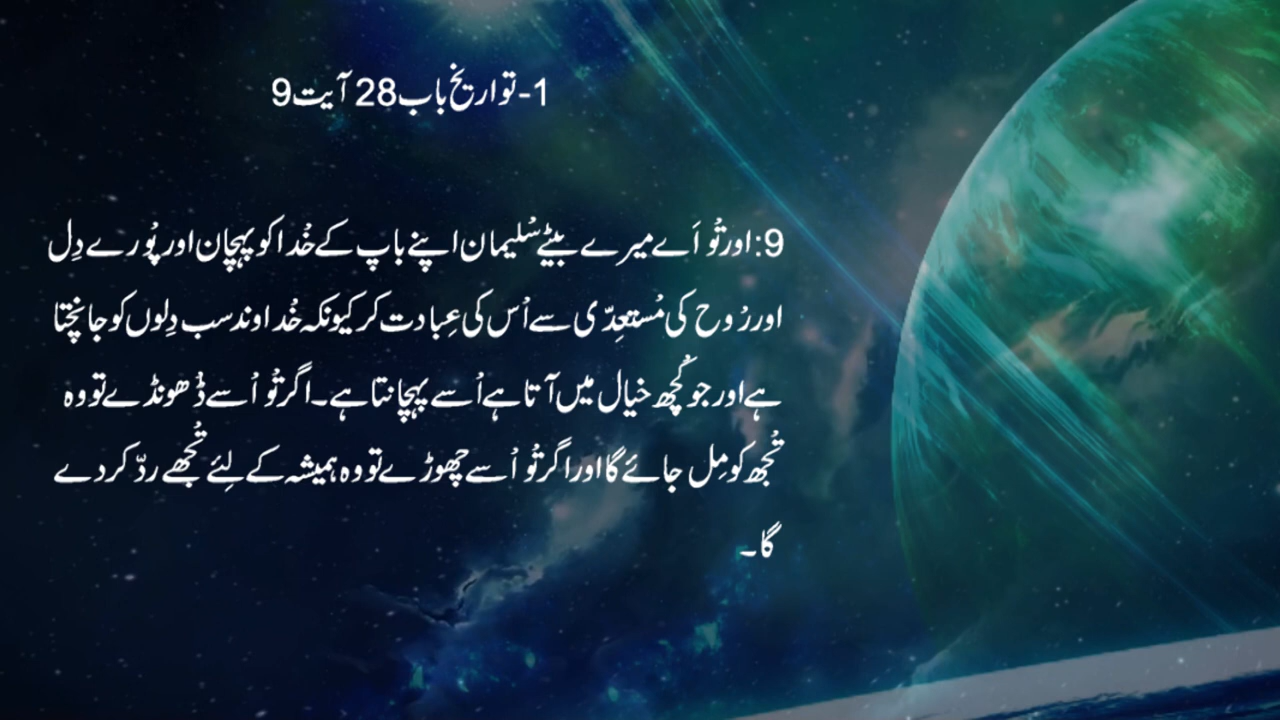 1-تواریخ باب 28 آیت 9
9:اور تُو اَے میرے بیٹے سُلیمان اپنے باپ کے خُدا کو پہچان اور پُورے دِل
اور رُوح کی مُستعِدّی سے اُس کی عِبادت کر کیونکہ خُداوند سب دِلوں کو جانچتا
ہے اور جو کُچھ خیال میں آتا ہے اُسے پہچانتا ہے۔ اگر تُو اُسے ڈُھونڈے تو وہ
تُجھ کو مِل جائے گا اور اگر تُو اُسے چھوڑے تو وہ ہمیشہ کے لِئے تُجھے ردّ کر دے
گا۔